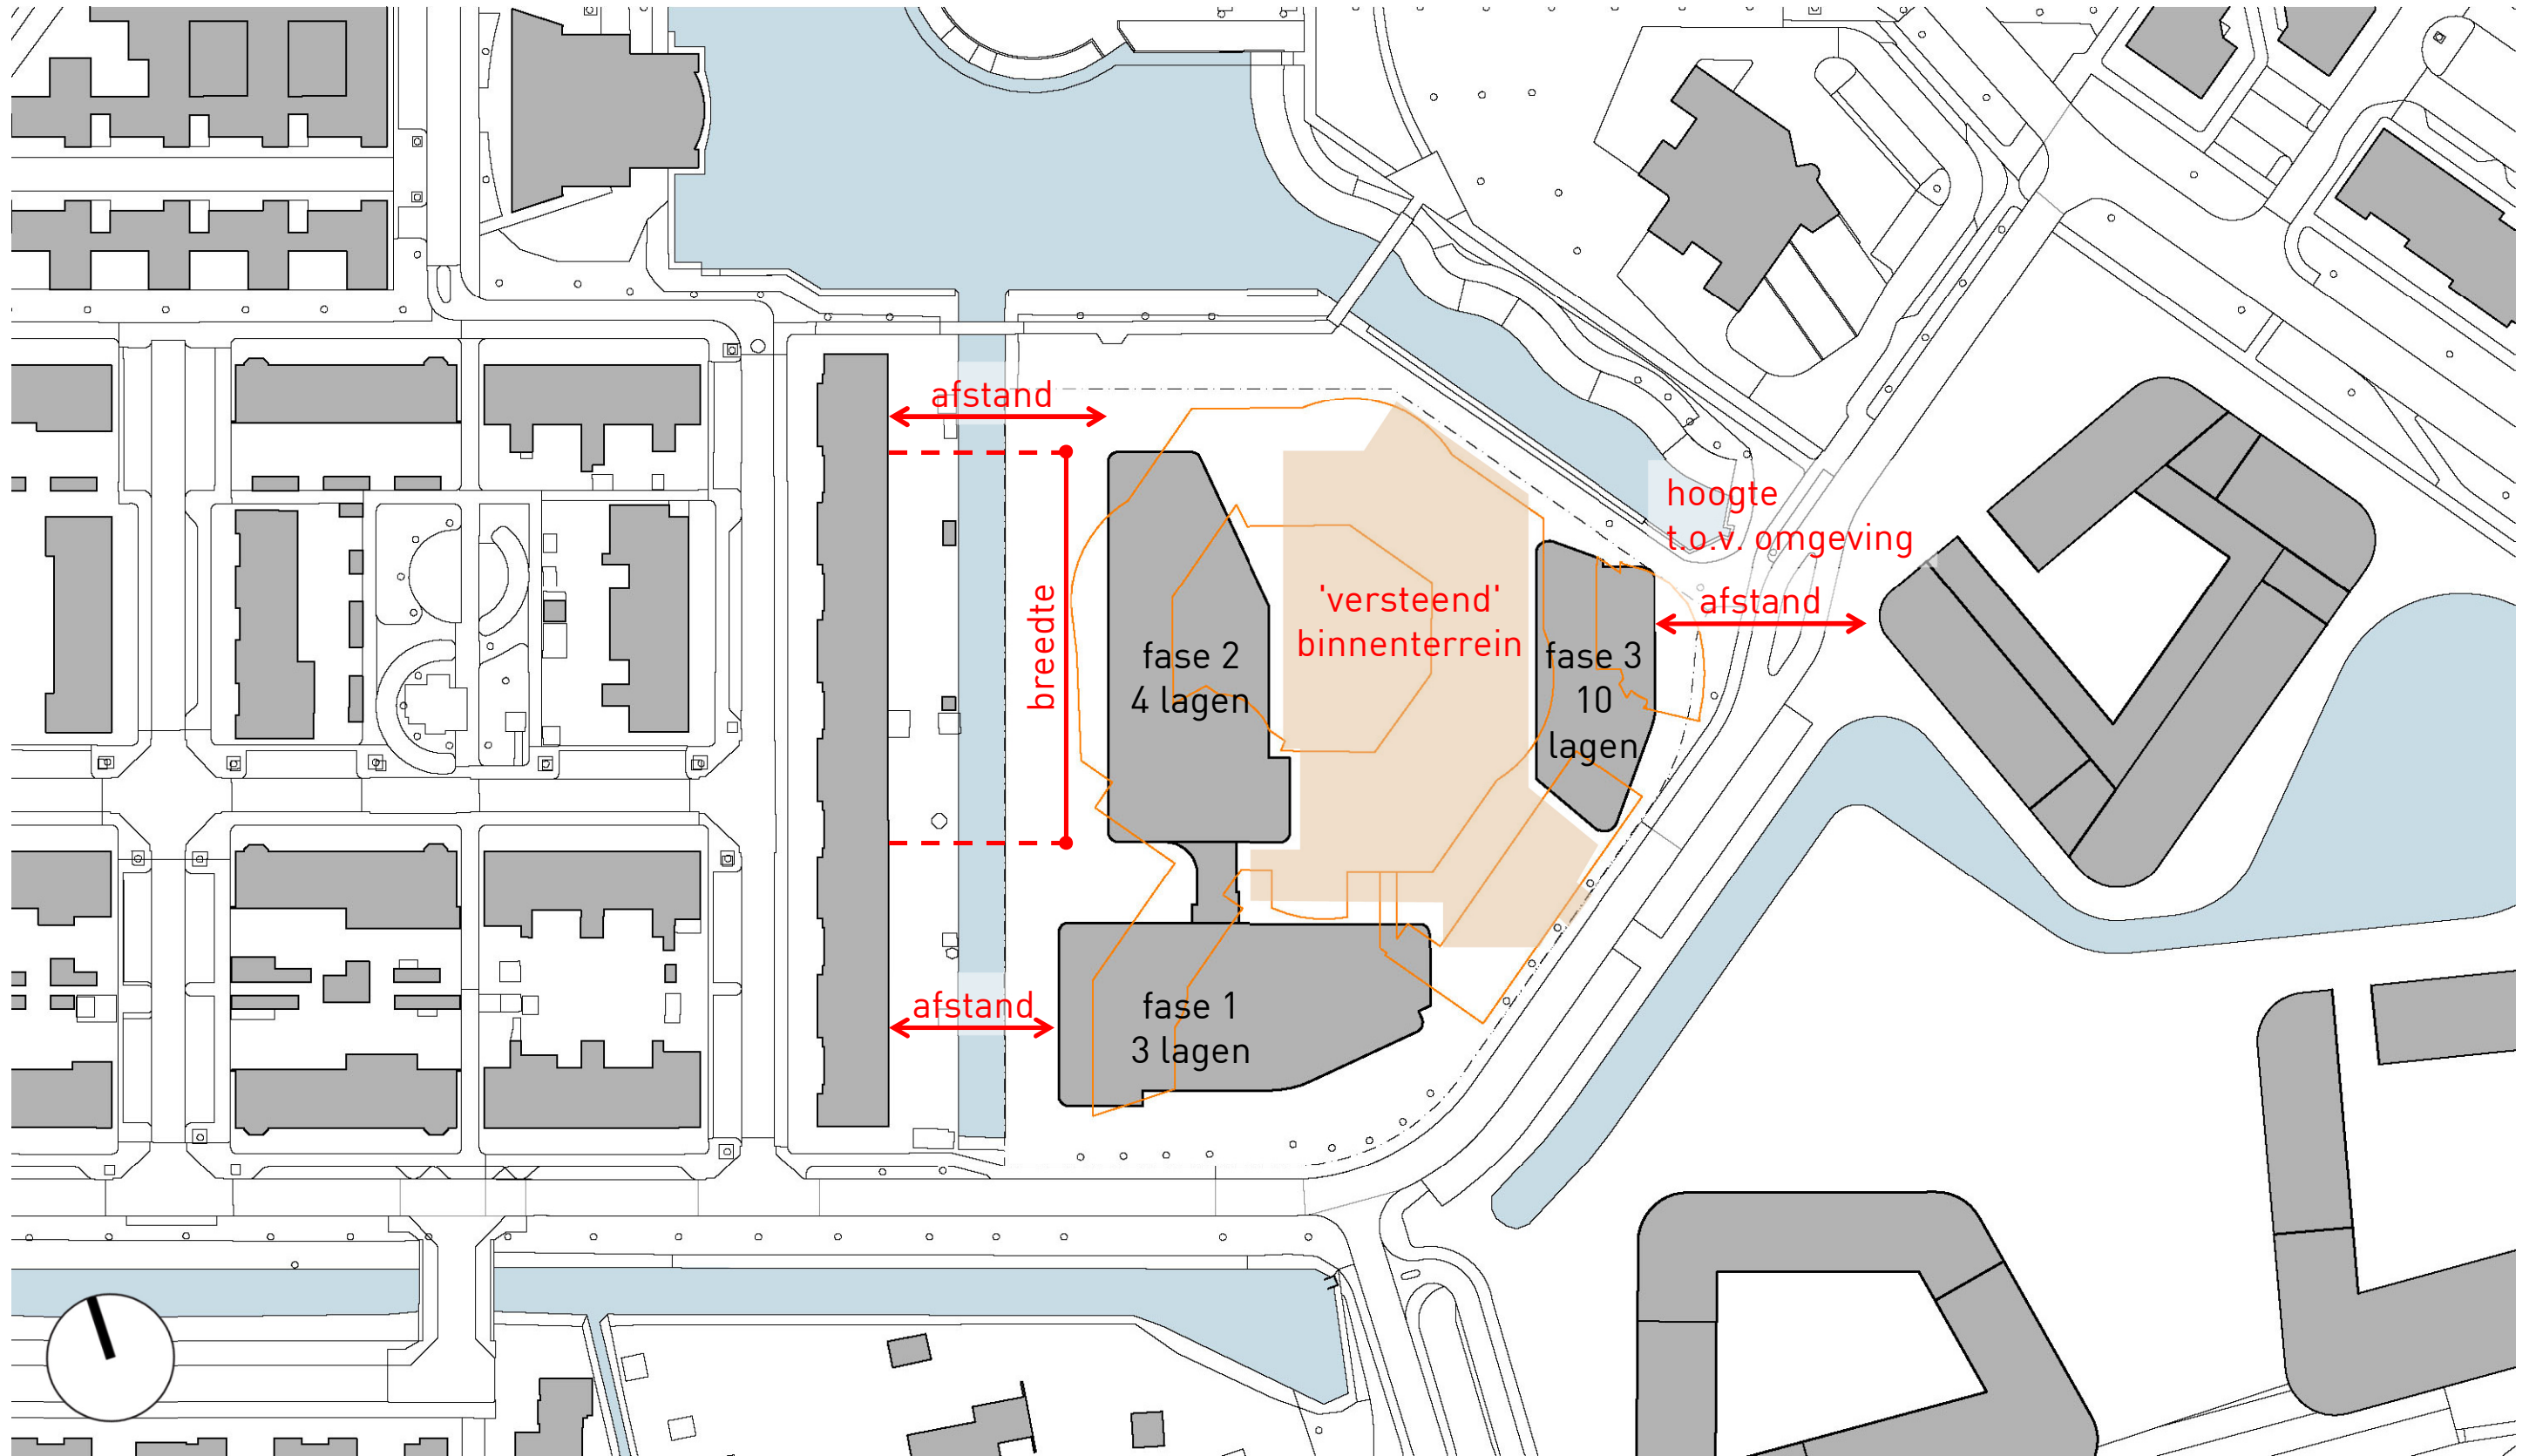 afstand
breedte
hoogte
t.o.v. omgeving
afstand
'versteend'
binnenterrein
fase 2
4 lagen
fase 3
10
lagen
afstand
fase 1
3 lagen